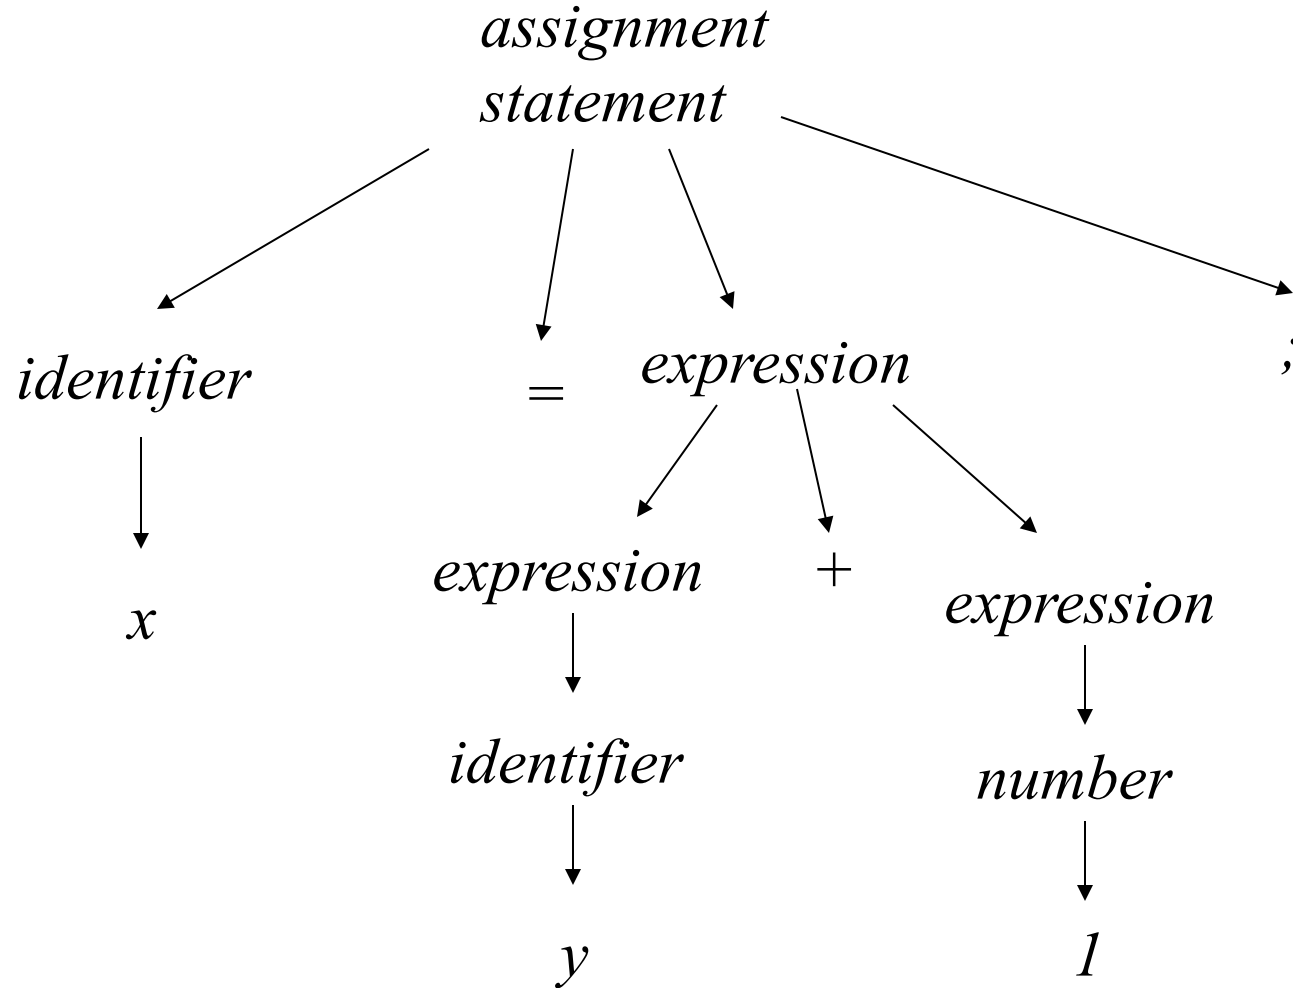 assignment
statement
identifier
=
expression
;
x
expression
+
expression
identifier
number
y
1